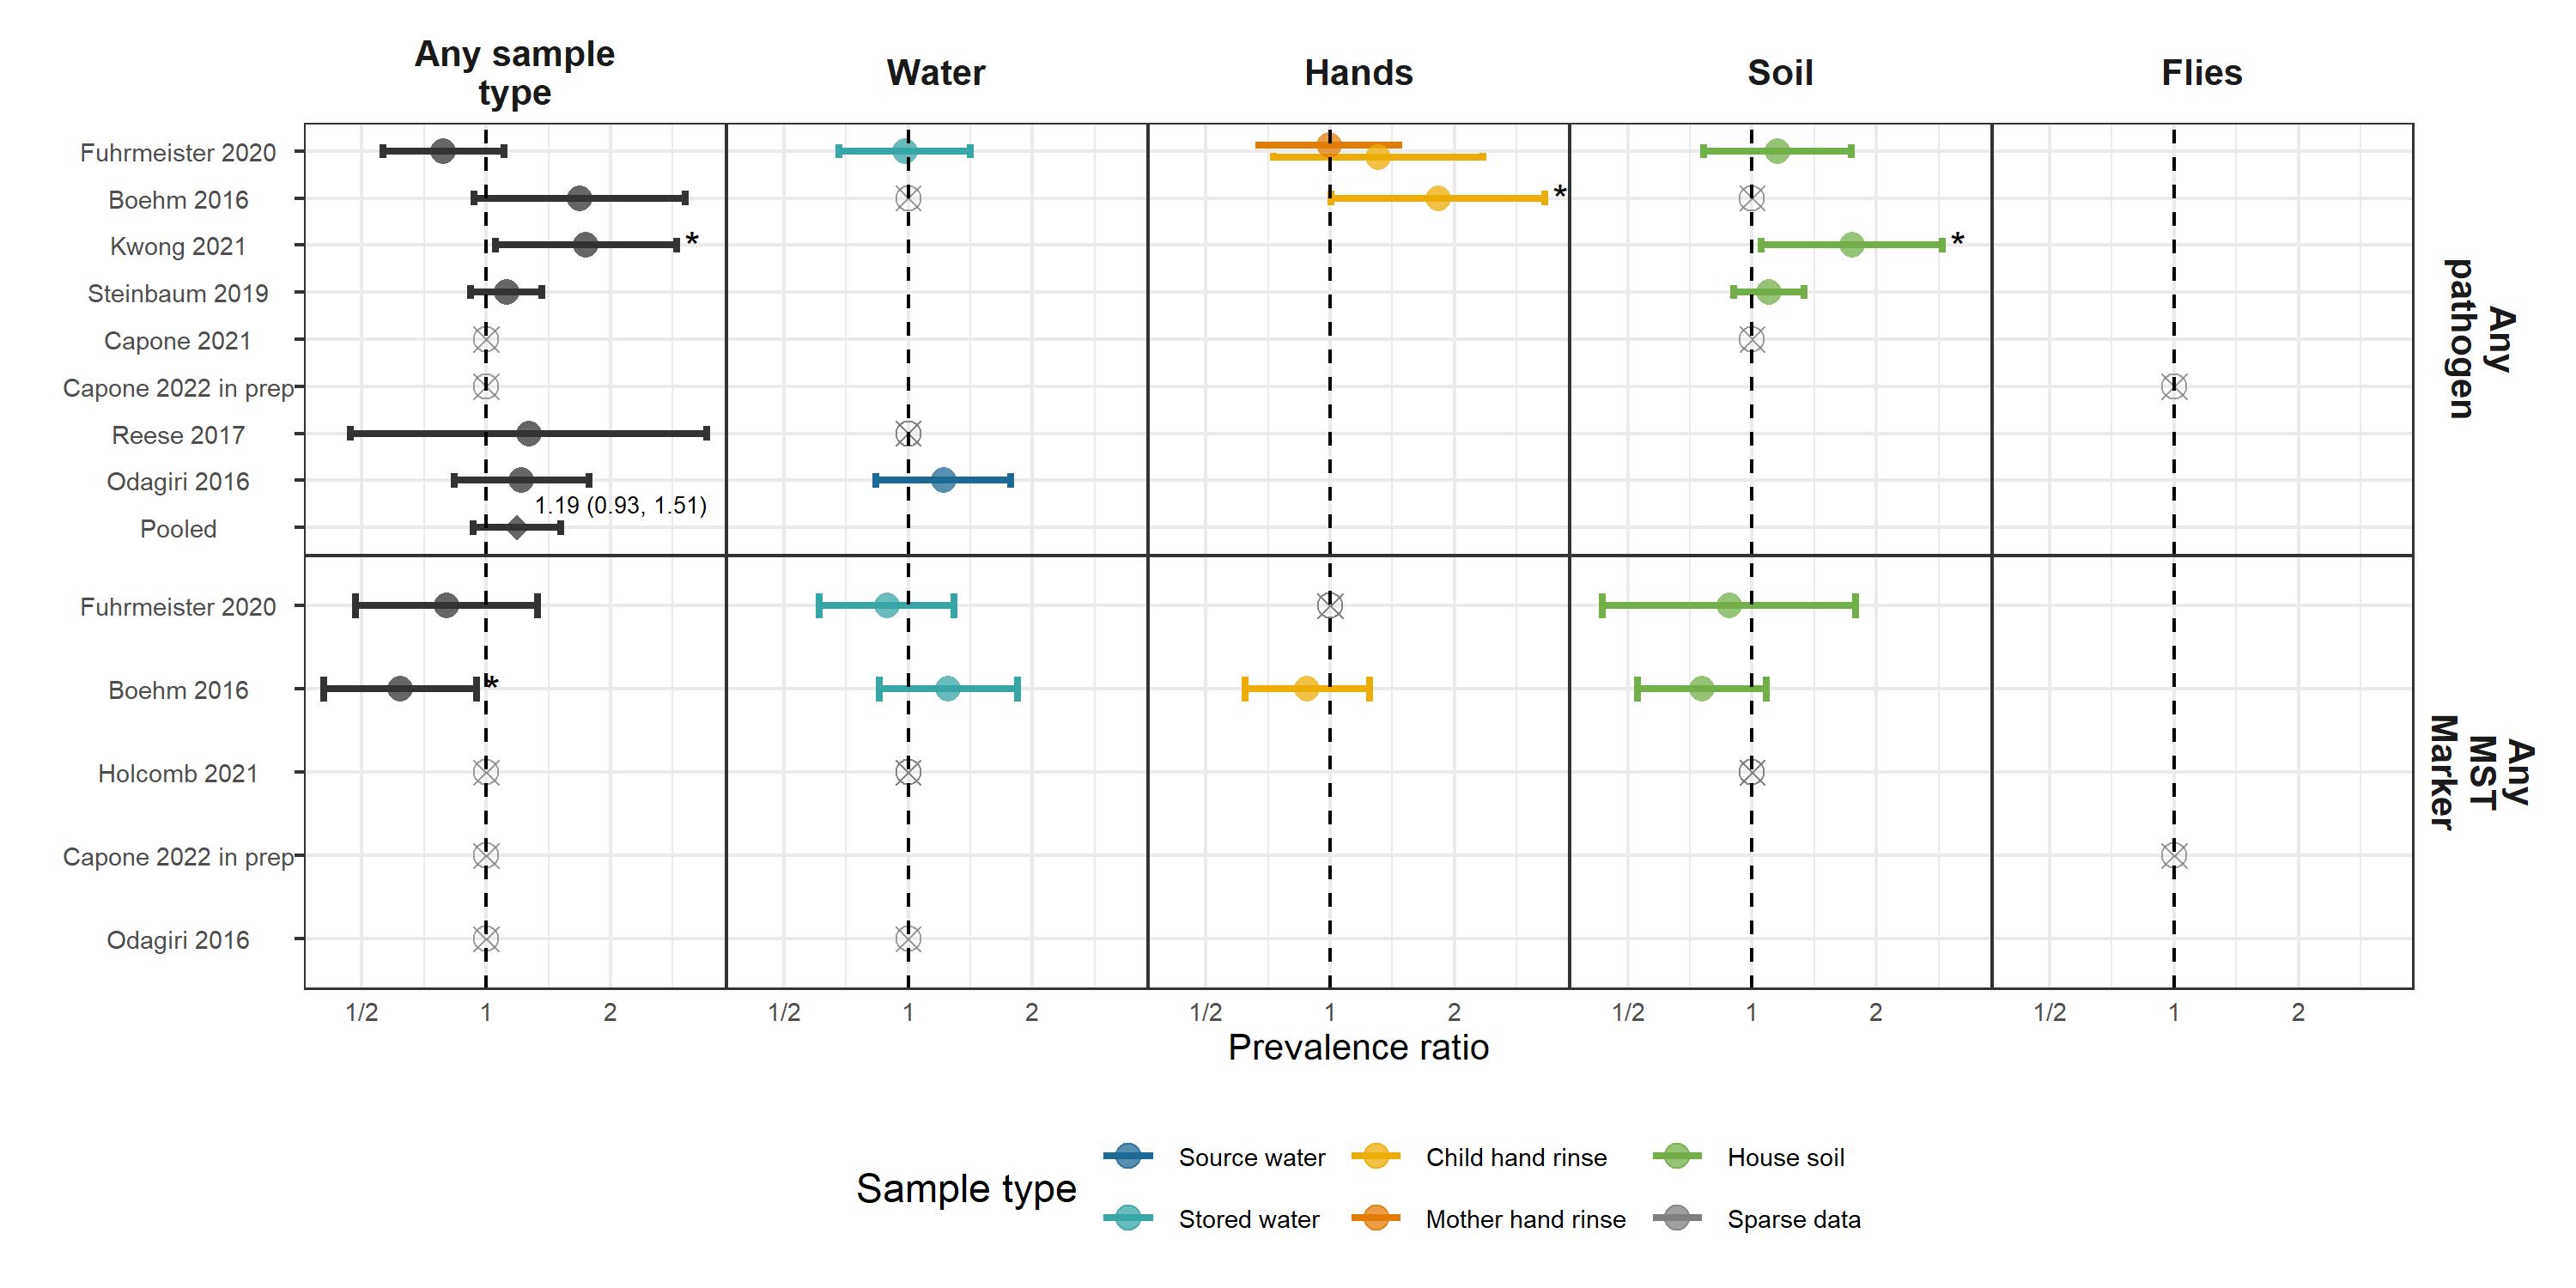 Any sample
type
Water
Hands
Soil
Flies
Fuhrmeister 2020
Boehm 2016
*
Kwong 2021
*
*
Steinbaum 2019
Capone 2021
Capone 2022 in prep
Reese 2017
Odagiri 2016
1.19 (0.93, 1.51)
Pooled
Any
pathogen
Fuhrmeister 2020
Boehm 2016
*
Holcomb 2021
Capone 2022 in prep
Odagiri 2016
Any
MST
Marker
1/2 1 2
1/2 1 2
1/2 1 2
1/2 1 2
1/2 1 2
Prevalence ratio
Sample type
Source water
Stored water
Child hand rinse
Mother hand rinse
House soil
Sparse data